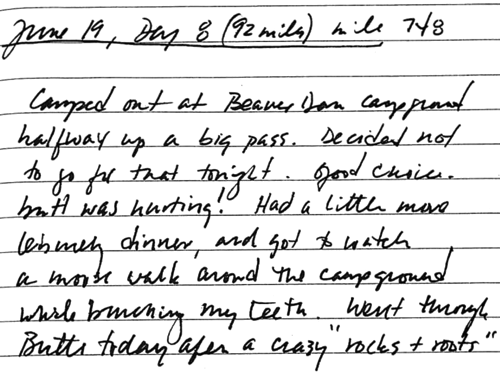 June 19, Day 8 (92 miles) mile 748
Camped out at Beaver Dam campground
halfway up a big pass. Decided not
to go for that tonight. Good choice.
butt was hurting! Had a little more
leisurely dinner, and got to watch
a moose walk around the campground
while brushing my teeth. Went through
Butte today after a crazy "rocks + roots"